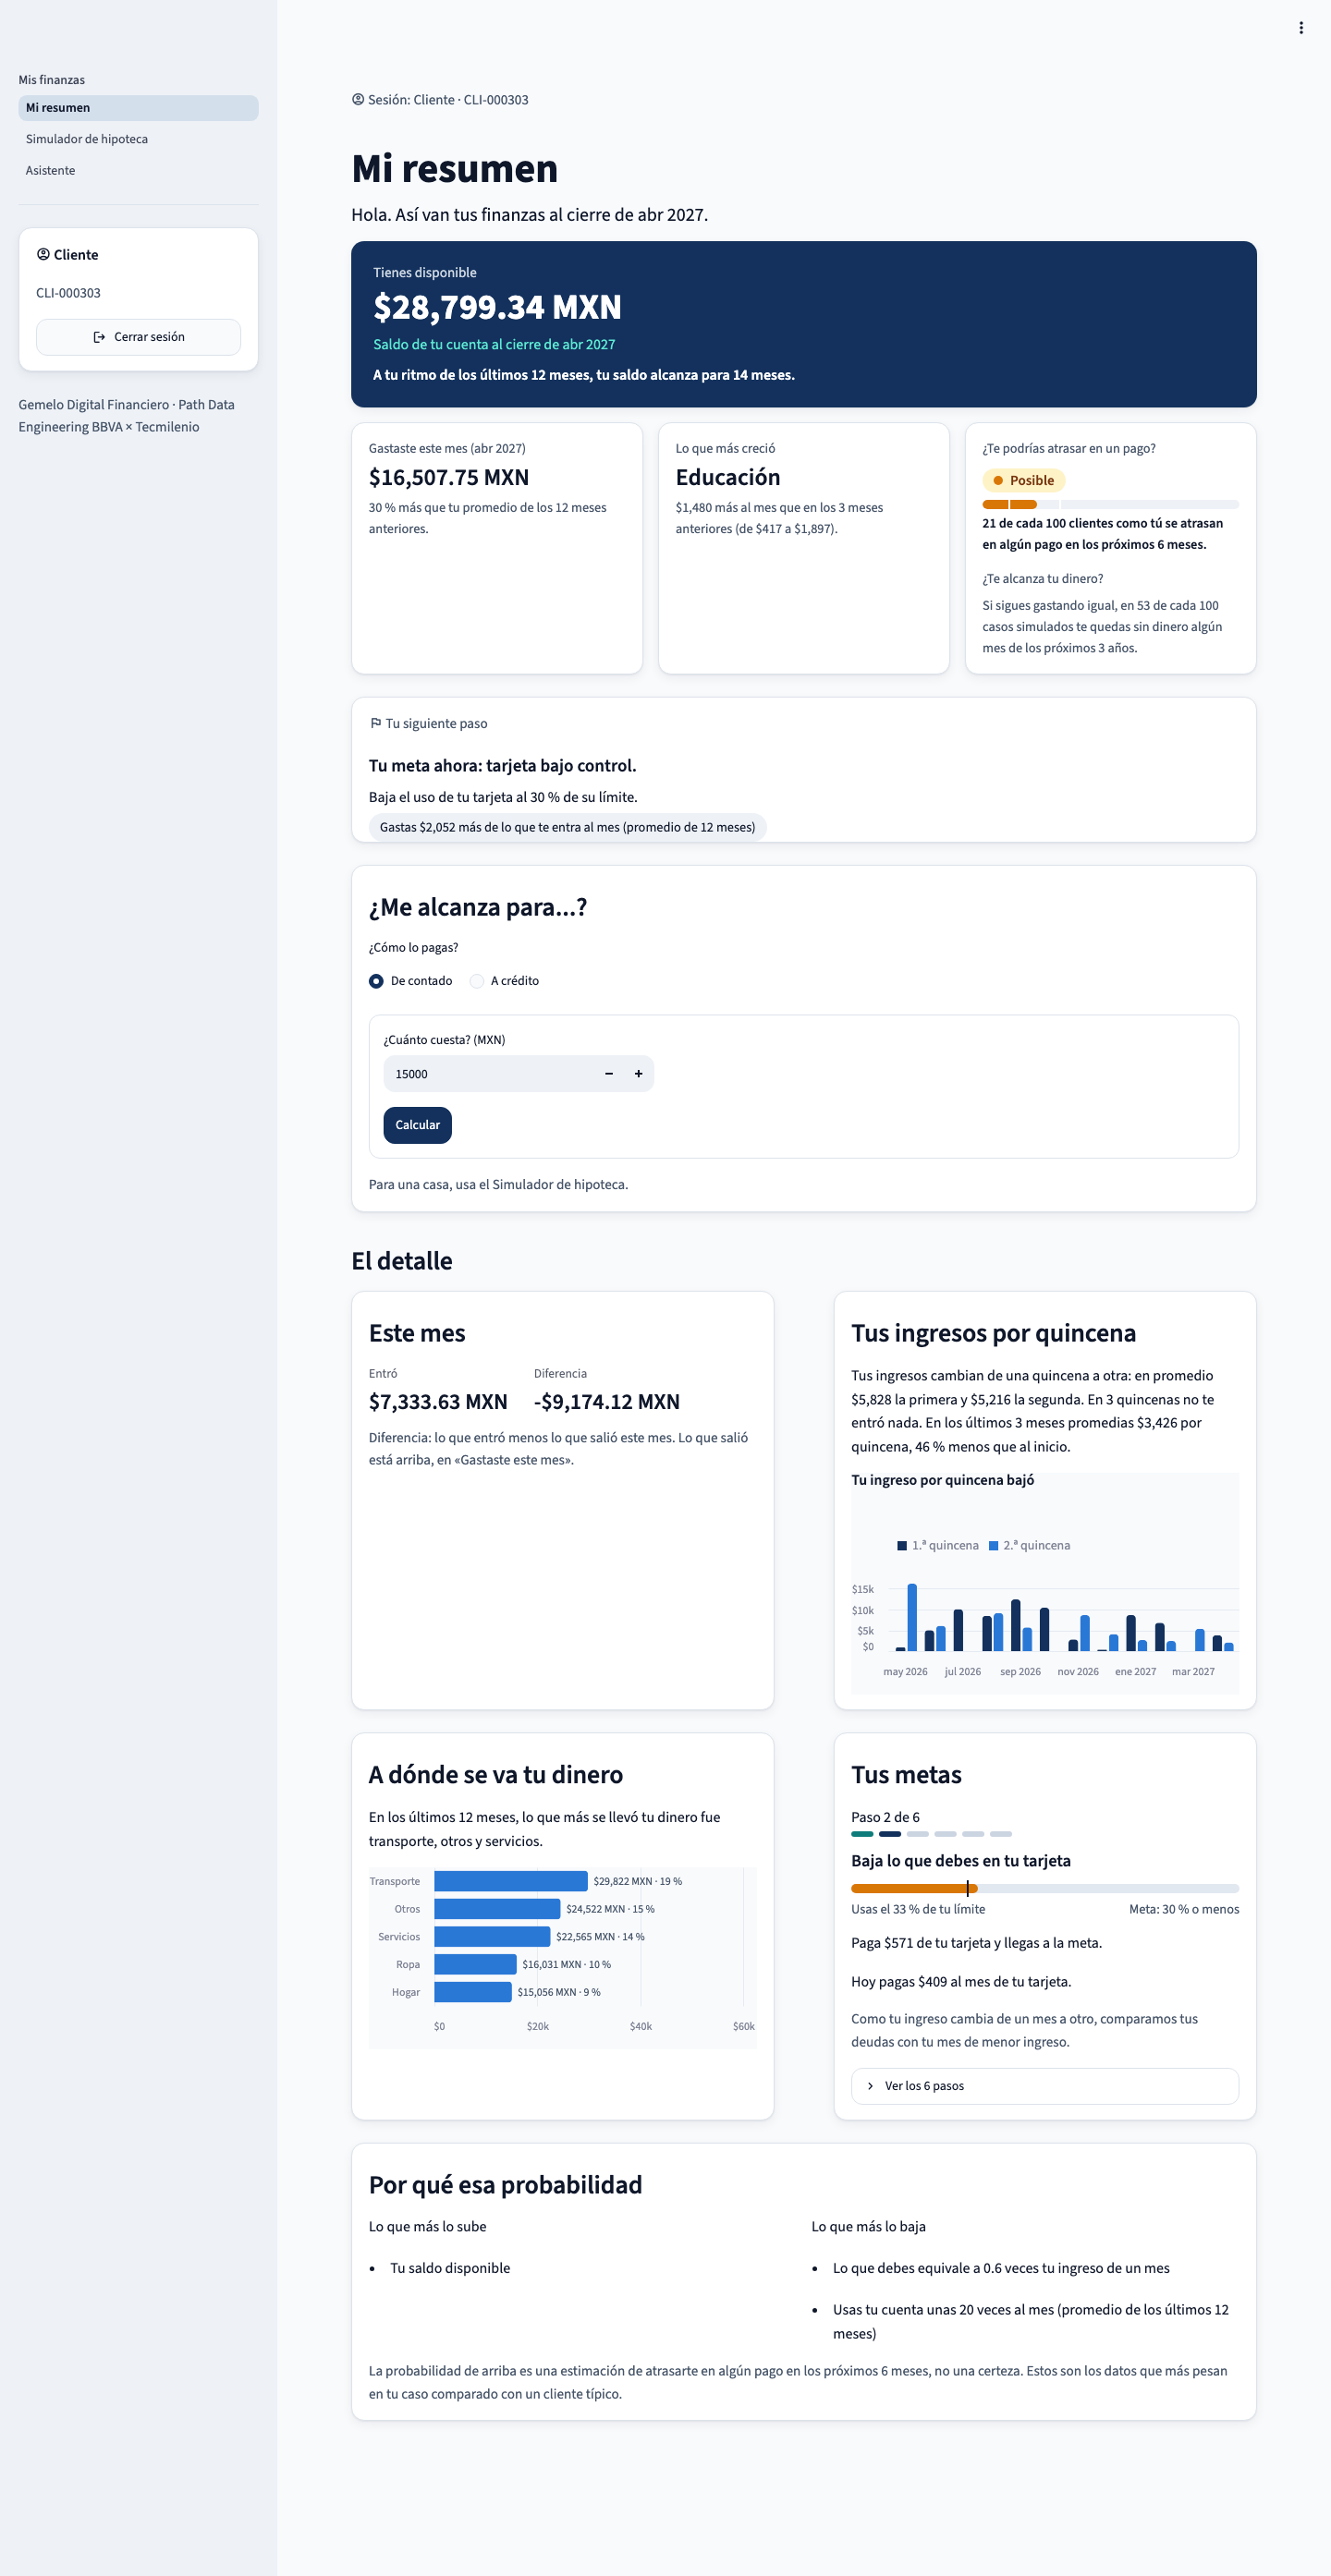 Mis finanzas
Mi resumen
Simulador de hipoteca
Asistente
Cliente
CLI-000303
Cerrar sesión
Gemelo Digital Financiero · Path Data
Engineering BBVA × Tecmilenio
Sesión: Cliente · CLI-000303
Mi resumen
Hola. Así van tus finanzas al cierre de abr 2027.
Tienes disponible
$28,799.34 MXN
Saldo de tu cuenta al cierre de abr 2027
A tu ritmo de los últimos 12 meses, tu saldo alcanza para 14 meses.
Gastaste este mes (abr 2027)
$16,507.75 MXN
30 % más que tu promedio de los 12 meses
anteriores.
Lo que más creció
Educación
$1,480 más al mes que en los 3 meses
anteriores (de $417 a $1,897).
¿Te podrías atrasar en un pago?
Posible
21 de cada 100 clientes como tú se atrasan
en algún pago en los próximos 6 meses.
¿Te alcanza tu dinero?
Si sigues gastando igual, en 53 de cada 100
casos simulados te quedas sin dinero algún
mes de los próximos 3 años.
Tu siguiente paso
Tu meta ahora: tarjeta bajo control.
Baja el uso de tu tarjeta al 30 % de su límite.
Gastas $2,052 más de lo que te entra al mes (promedio de 12 meses)
¿Me alcanza para...?
¿Cómo lo pagas?
De contado
A crédito
¿Cuánto cuesta? (MXN)
15000
Calcular
Para una casa, usa el Simulador de hipoteca.
El detalle
Este mes
Entró
$7,333.63 MXN
Diferencia
-$9,174.12 MXN
Diferencia: lo que entró menos lo que salió este mes. Lo que salió
está arriba, en «Gastaste este mes».
Tus ingresos por quincena
Tus ingresos cambian de una quincena a otra: en promedio
$5,828 la primera y $5,216 la segunda. En 3 quincenas no te
entró nada. En los últimos 3 meses promedias $3,426 por
quincena, 46 % menos que al inicio.
Tu ingreso por quincena bajó
1.ª quincena
2.ª quincena
$15k
$10k
$5k
$0
may 2026
jul 2026
sep 2026
nov 2026
ene 2027
mar 2027
A dónde se va tu dinero
En los últimos 12 meses, lo que más se llevó tu dinero fue
transporte, otros y servicios.
Transporte
$29,822 MXN · 19 %
Otros
$24,522 MXN · 15 %
Servicios
$22,565 MXN · 14 %
Ropa
$16,031 MXN · 10 %
Hogar
$15,056 MXN · 9 %
$0
$20k
$40k
$60k
Tus metas
Paso 2 de 6
Baja lo que debes en tu tarjeta
Usas el 33 % de tu límite
Meta: 30 % o menos
Paga $571 de tu tarjeta y llegas a la meta.
Hoy pagas $409 al mes de tu tarjeta.
Como tu ingreso cambia de un mes a otro, comparamos tus
deudas con tu mes de menor ingreso.
Ver los 6 pasos
Por qué esa probabilidad
Lo que más lo sube
Tu saldo disponible
Lo que más lo baja
Lo que debes equivale a 0.6 veces tu ingreso de un mes
Usas tu cuenta unas 20 veces al mes (promedio de los últimos 12
meses)
La probabilidad de arriba es una estimación de atrasarte en algún pago en los próximos 6 meses, no una certeza. Estos son los datos que más pesan
en tu caso comparado con un cliente típico.